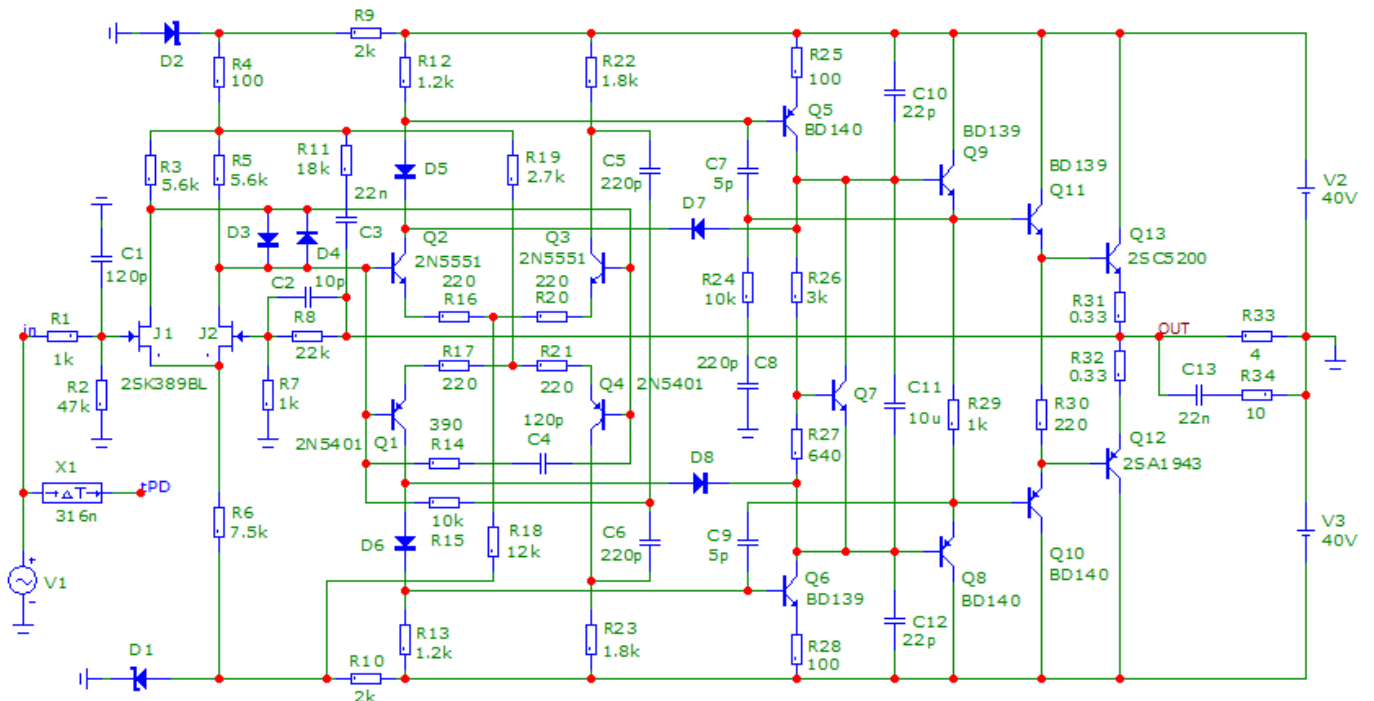 R9
2k
D2
R4
100
R12
1.2k
R22
1.8k
R25
100
C10
22p
Q5
BD140
BD139
Q9
R3
5.6k
R5
5.6k
R11
18k
22n
C3
R19
2.7k
D5
C5
220p
C7
5p
D7
BD139
Q11
V2
40V
C1
120p
D3
D4
10p
C2
Q2
2N5551
220
R16
Q3
2N5551
220
R20
R24
10k
R26
3k
Q13
2SC5200
R31
0.33
in
R1
1k
J1
2SK389BL
J2
R8
22k
OUT
R33
4
R2
47k
R7
1k
R17
220
R21
220
Q4
2N5401
220p
C8
Q7
C11
10u
R29
1k
R30
220
R32
0.33
C13
22n
R34
10
2N5401
Q1
390
R14
120p
C4
R27
640
Q12
2SA1943
X1
ΔT
316n
tPD
D8
R6
7.5k
10k
R15
D6
R18
12k
C6
220p
C9
5p
V3
40V
V1
Q6
BD139
Q8
BD140
Q10
BD140
D1
R13
1.2k
R23
1.8k
R28
100
C12
22p
R10
2k